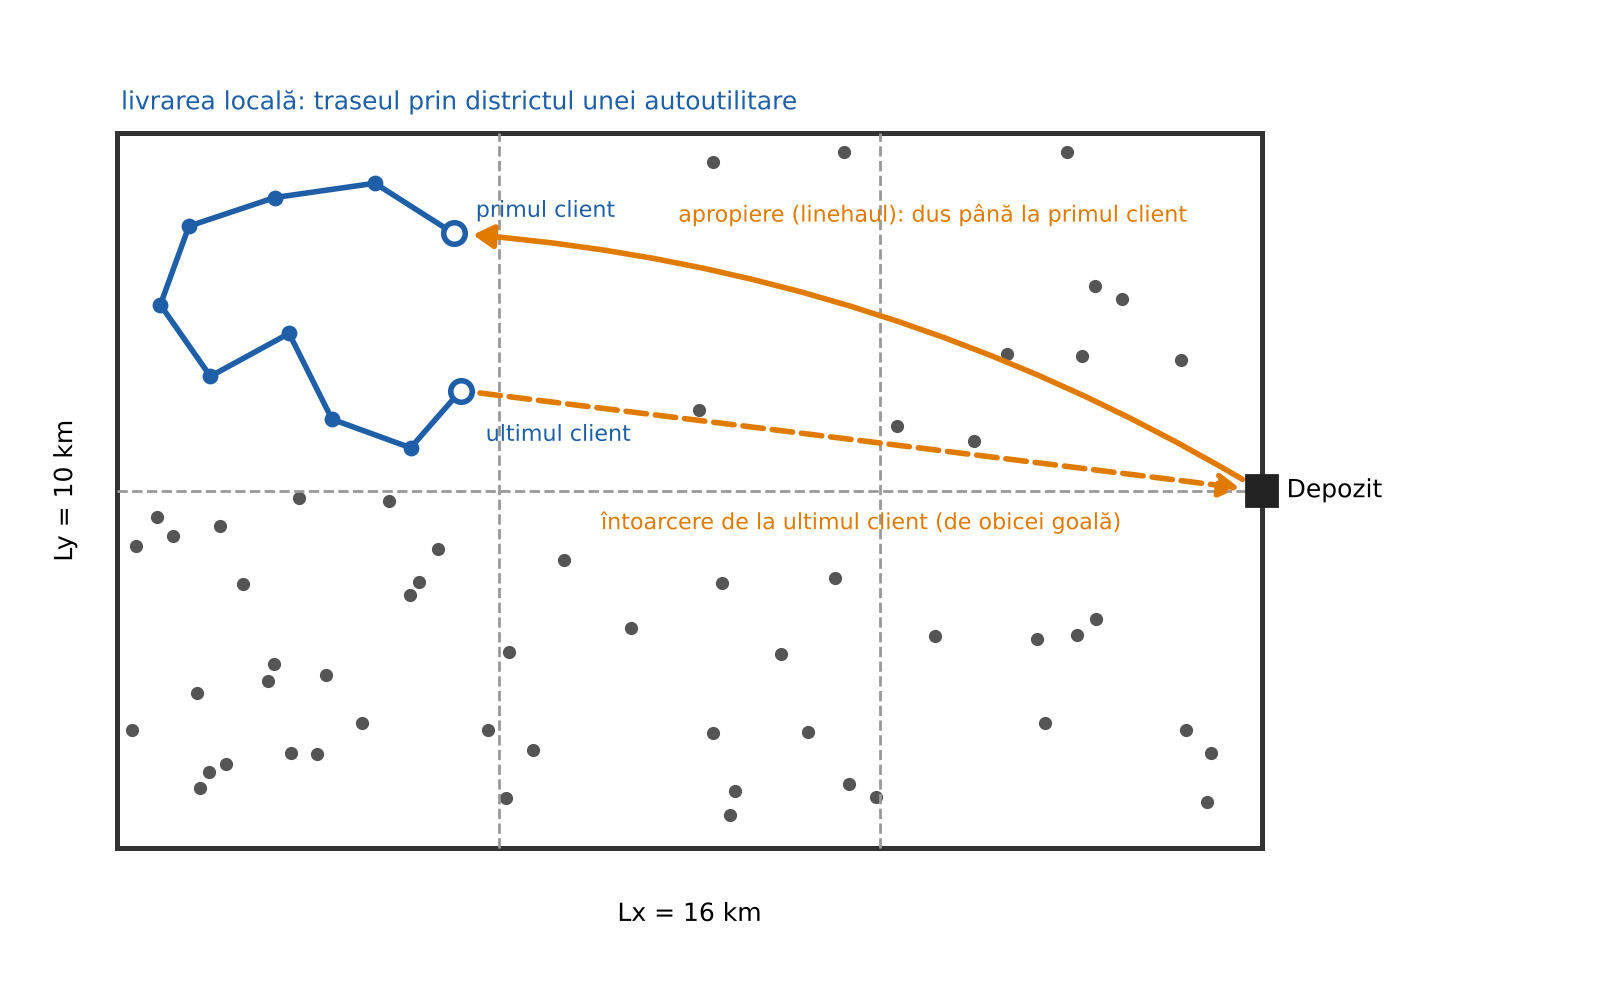 livrarea locală: traseul prin districtul unei autoutilitare
primul client
apropiere (linehaul): dus până la primul client
ultimul client
Depozit
întoarcere de la ultimul client (de obicei goală)
Ly = 10 km
Lx = 16 km